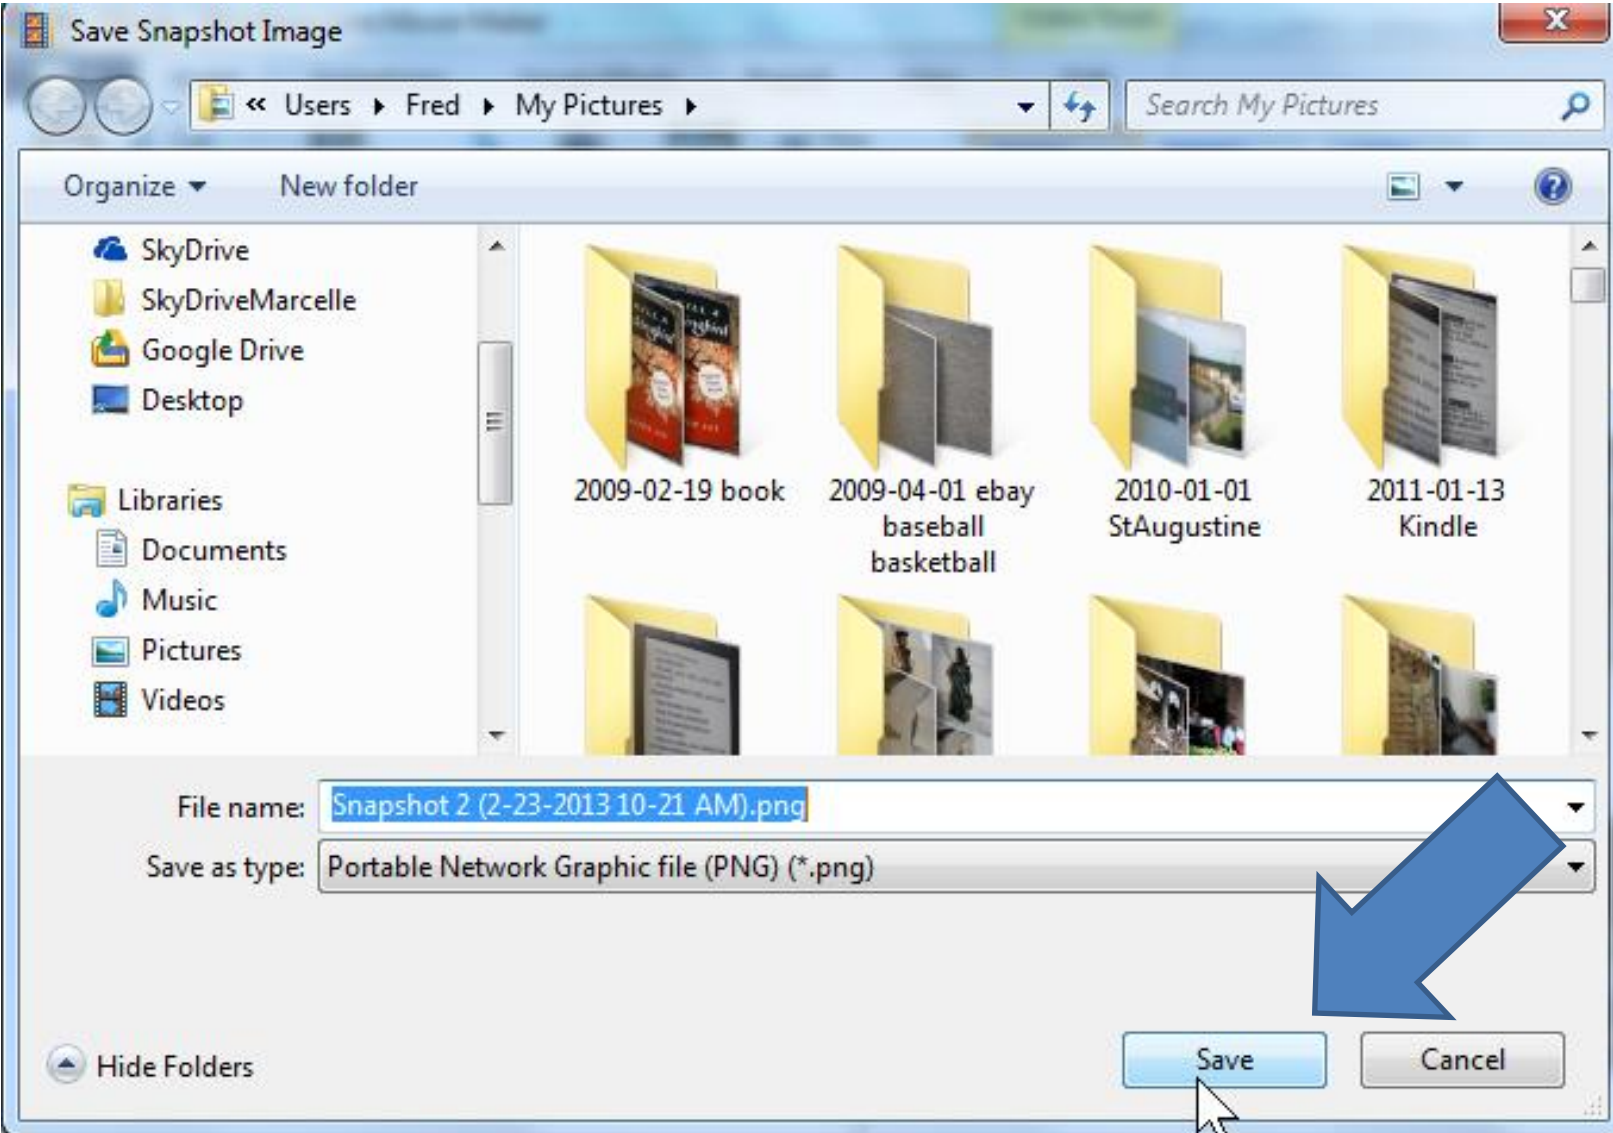 Save Snapshot Image
« Users ▸ Fred ▸ My Pictures ▸
Search My Pictures
Organize
New folder
SkyDrive
SkyDriveMarcelle
Google Drive
Desktop
Libraries
Documents
Music
Pictures
Videos
2009-02-19 book
2009-04-01 ebay
baseball
basketball
2010-01-01
StAugustine
2011-01-13
Kindle
File name: Snapshot 2 (2-23-2013 10-21 AM).png
Save as type: Portable Network Graphic file (PNG) (*.png)
Hide Folders
Save
Cancel